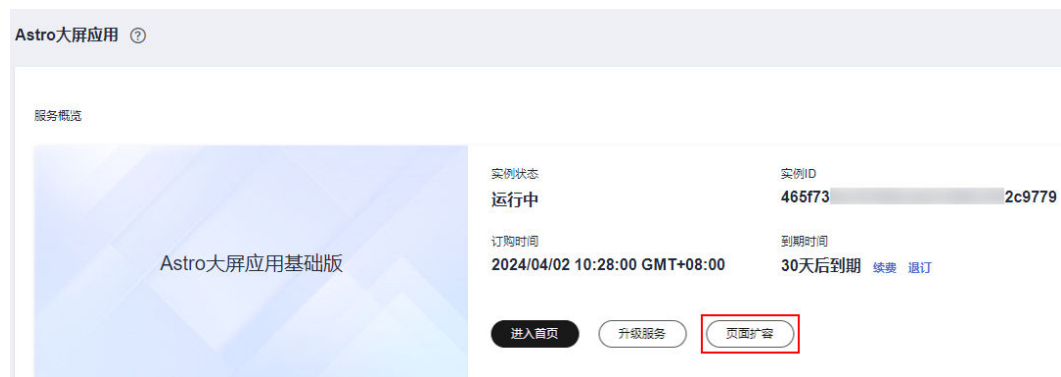 Astro大屏应用 ?
服务概览
Astro大屏应用基础版
实例状态
运行中
实例ID
465f73 2c9779
订购时间
2024/04/02 10:28:00 GMT+08:00
到期时间
30天后到期 续费 退订
进入首页 升级服务 页面扩容